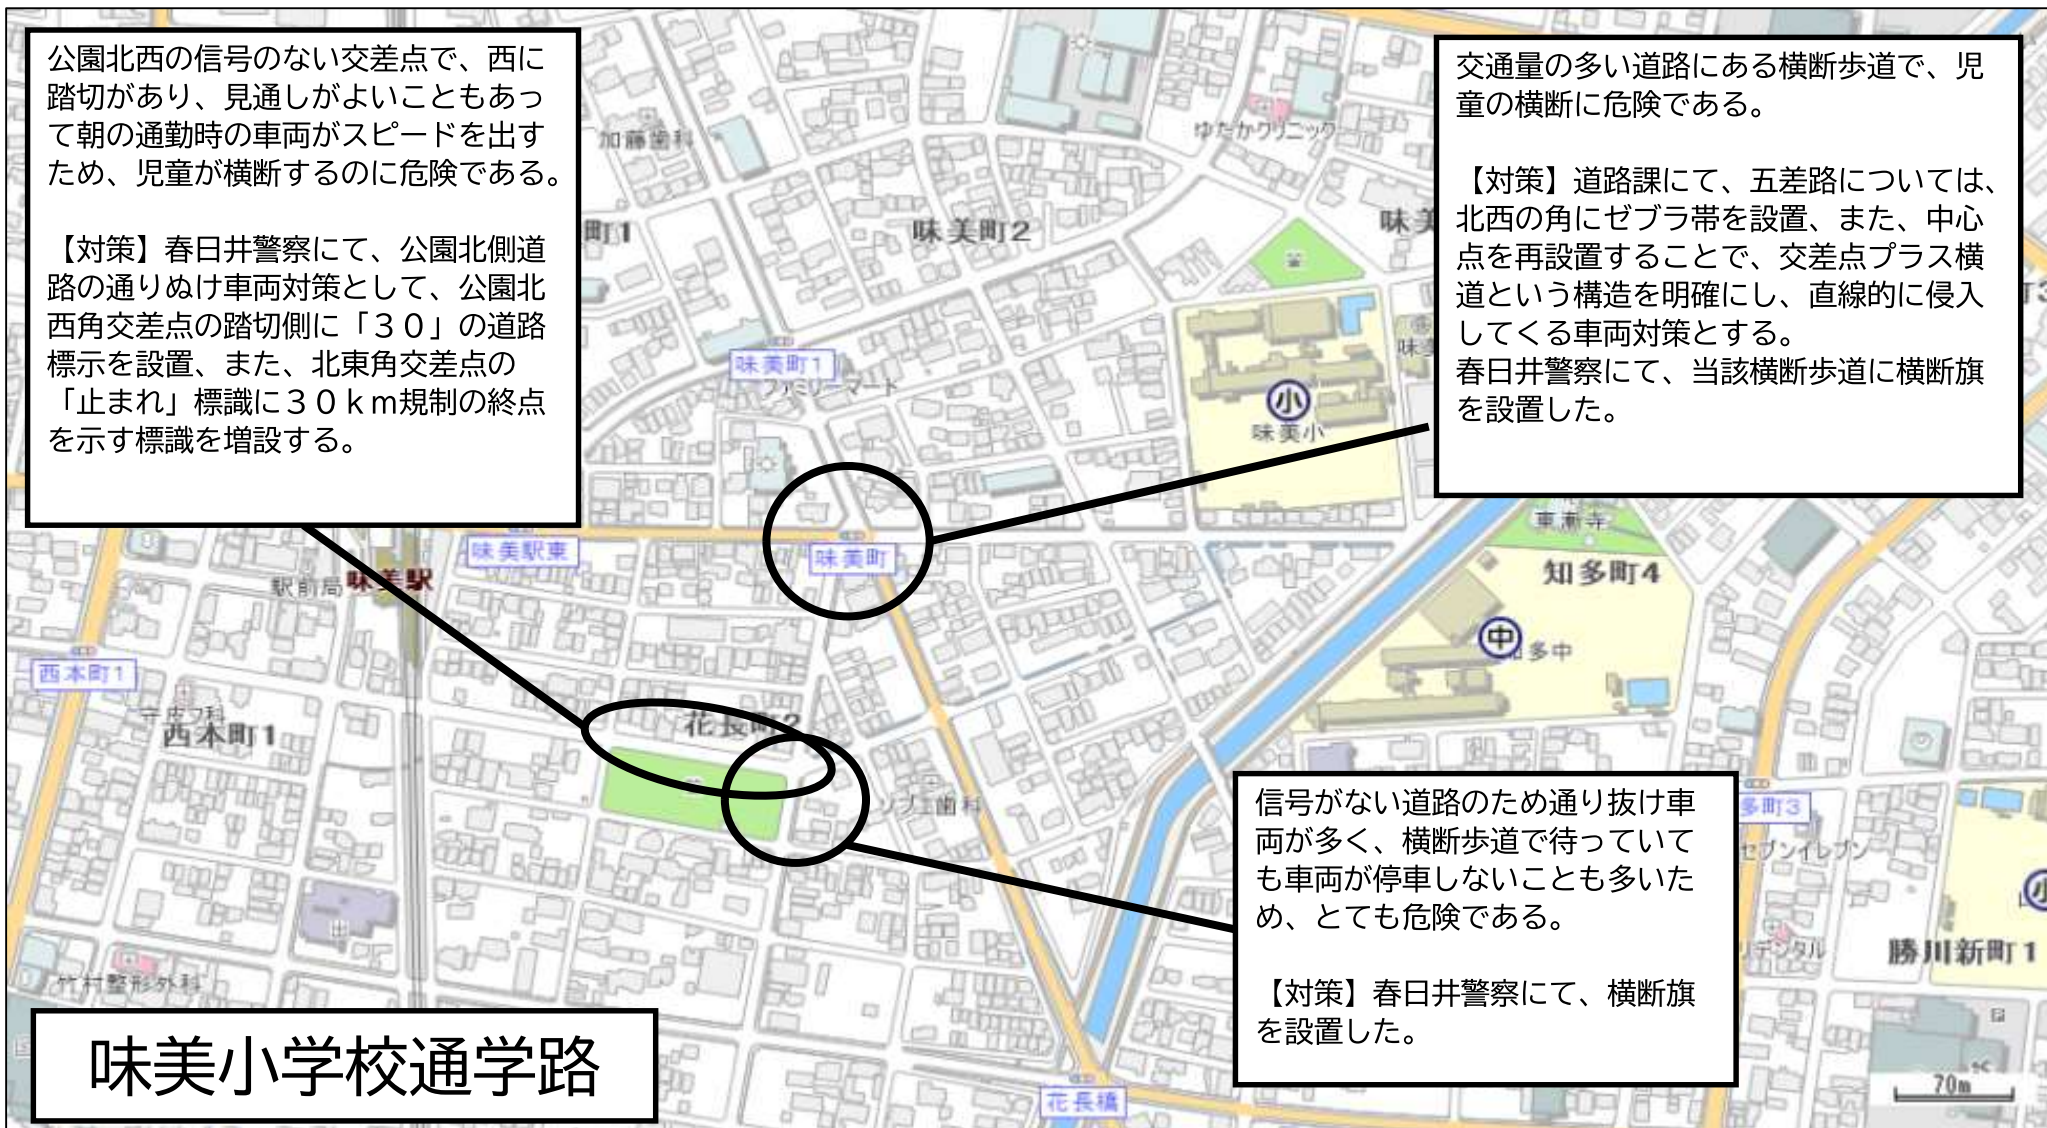 公園北西の信号のない交差点で、西に
踏切があり、見通しがよいこともあっ
て朝の通勤時の車両がスピードを出す
ため、児童が横断するのに危険である。
【対策】春日井警察にて、公園北側道
路の通りぬけ車両対策として、公園北
西角交差点の踏切側に「３０」の道路
標示を設置、また、北東角交差点の
「止まれ」標識に３０ｋｍ規制の終点
を示す標識を増設する。
交通量の多い道路にある横断歩道で、児
童の横断に危険である。
【対策】道路課にて、五差路については、
北西の角にゼブラ帯を設置、また、中心
点を再設置することで、交差点プラス横
道という構造を明確にし、直線的に侵入
してくる車両対策とする。
春日井警察にて、当該横断歩道に横断旗
を設置した。
加藤歯科
ゆたかクリニック
町1
味美町2
味美
味美町1
ファミリーマート
小
味美小
味美駅東
味美町
東漸寺
駅前局
味美駅
知多町4
中
多中
西本町1
西本町1
花長町2
歯科
信号がない道路のため通り抜け車
両が多く、横断歩道で待っていて
も車両が停車しないことも多いた
め、とても危険である。
【対策】春日井警察にて、横断旗
を設置した。
多町3
セブンイレブン
小
デンタル
勝川新町1
竹村整形外科
味美小学校通学路
花長橋
P
70m